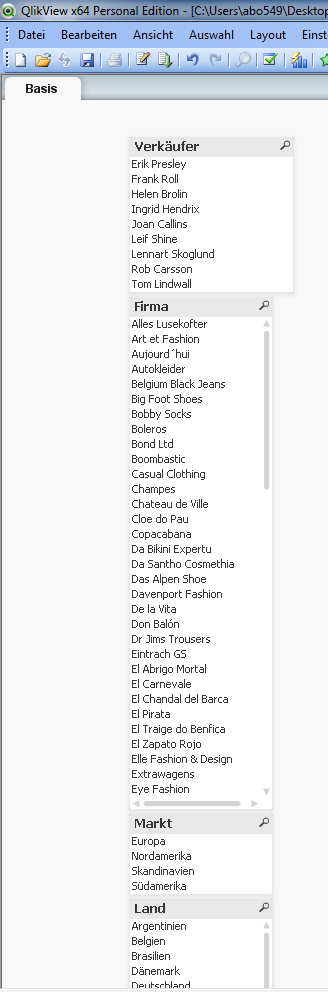 QlikView x64 Personal Edition - [C:\Users\abo549\Desktop
Datei Bearbeiten Ansicht Auswahl Layout Einst
Basis
Verkäufer
Erik Presley
Frank Roll
Helen Brolin
Ingrid Hendrix
Joan Callins
Leif Shine
Lennart Skoglund
Rob Carsson
Tom Lindwall
Firma
Alles Lusekofter
Art et Fashion
Aujourd´hui
Autokleider
Belgium Black Jeans
Big Foot Shoes
Bobby Socks
Boleros
Bond Ltd
Boombastic
Casual Clothing
Champes
Chateau de Ville
Cloe do Pau
Copacabana
Da Bikini Expertu
Da Santho Cosmethia
Das Alpen Shoe
Davenport Fashion
De la Vita
Don Balón
Dr Jims Trousers
Eintrach GS
El Abrigo Mortal
El Carnevale
El Chandal del Barca
El Pirata
El Traige do Benfica
El Zapato Rojo
Elle Fashion & Design
Extrawagens
Eye Fashion
Markt
Europa
Nordamerika
Skandinavien
Südamerika
Land
Argentinien
Belgien
Brasilien
Dänemark
Deutschland